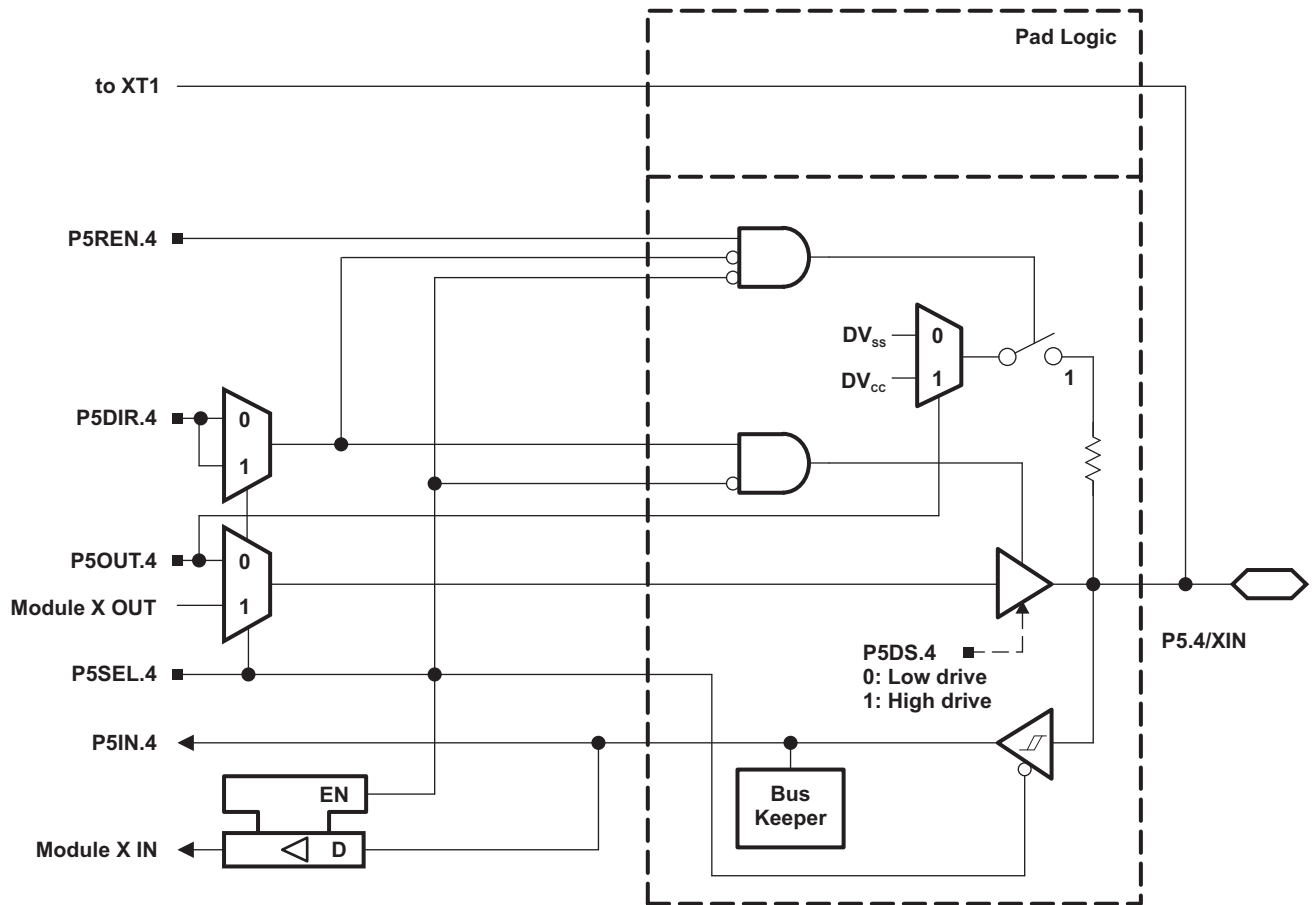 Pad Logic
to XT1
P5REN.4
DVSS
0
DVCC
1
1
P5DIR.4
0
1
P5OUT.4
0
Module X OUT
1
P5DS.4
0: Low drive
1: High drive
P5.4/XIN
P5SEL.4
P5IN.4
EN
Bus
Keeper
Module X IN
D